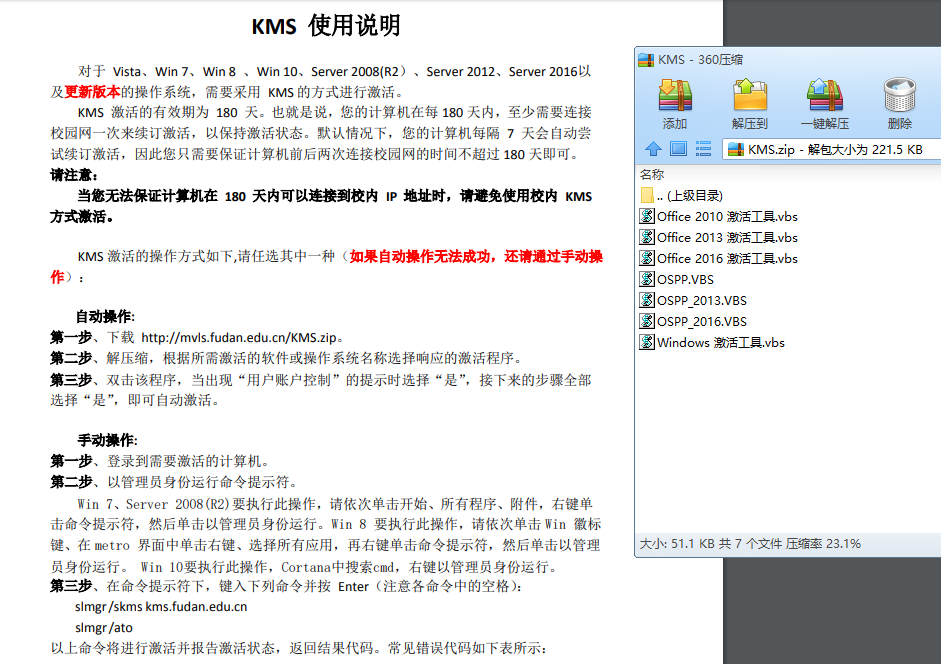 KMS 使用说明
对于 Vista、Win 7、Win 8 、Win 10、Server 2008(R2）、Server 2012、Server 2016以
及更新版本的操作系统，需要采用 KMS的方式进行激活。
KMS 激活的有效期为 180 天。也就是说，您的计算机在每 180 天内，至少需要连接
校园网一次来续订激活，以保持激活状态。默认情况下，您的计算机每隔 7 天会自动尝
试续订激活，因此您只需要保证计算机前后两次连接校园网的时间不超过 180 天即可。
请注意：
当您无法保证计算机在 180 天内可以连接到校内 IP 地址时，请避免使用校内 KMS
方式激活。
KMS 激活的操作方式如下,请任选其中一种（如果自动操作无法成功，还请通过手动操
作）：
自动操作:
第一步、下载 http://mvls.fudan.edu.cn/KMS.zip。
第二步、解压缩，根据所需激活的软件或操作系统名称选择响应的激活程序。
第三步、双击该程序，当出现“用户账户控制”的提示时选择“是”，接下来的步骤全部
选择“是”，即可自动激活。
手动操作:
第一步、登录到需要激活的计算机。
第二步、以管理员身份运行命令提示符。
Win 7、Server 2008(R2)要执行此操作，请依次单击开始、所有程序、附件，右键单
击命令提示符，然后单击以管理员身份运行。Win 8 要执行此操作，请依次单击Win 徽标
键、在metro 界面中单击右键、选择所有应用，再右键单击命令提示符，然后单击以管理
员身份运行。 Win 10要执行此操作，Cortana中搜索cmd，右键以管理员身份运行。
第三步、在命令提示符下，键入下列命令并按 Enter（注意各命令中的空格）：
slmgr /skms kms.fudan.edu.cn
slmgr /ato
以上命令将进行激活并报告激活状态，返回结果代码。常见错误代码如下表所示：
KMS - 360压缩
添加 解压到 一键解压 删除
KMS.zip - 解包大小为 221.5 KB
名称
.. (上级目录)
Office 2010 激活工具.vbs
Office 2013 激活工具.vbs
Office 2016 激活工具.vbs
OSPP.VBS
OSPP_2013.VBS
OSPP_2016.VBS
Windows 激活工具.vbs
大小: 51.1 KB 共 7 个文件 压缩率 23.1%